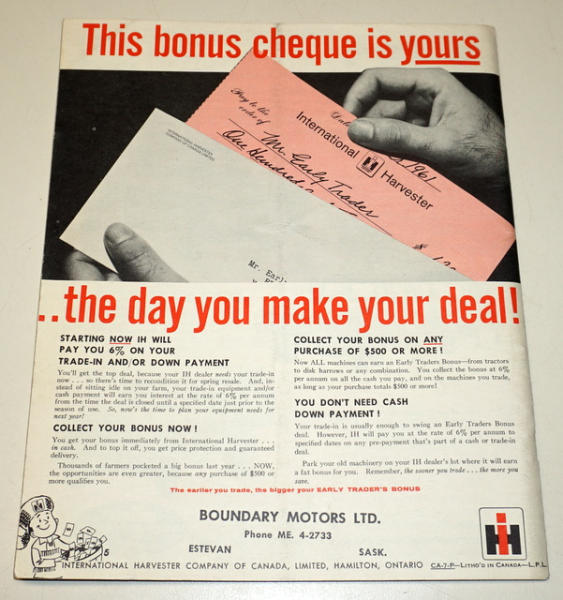 This bonus cheque is yours
INTERNATIONAL HARVESTER
COMPANY OF CANADA LIMITED
Pay to the
order of
Mr. Early Trader
One Hundred
Date
1961
International IH Harvester
Mr. Earl
..the day you make your deal!
STARTING NOW IH WILL
PAY YOU 6% ON YOUR
TRADE-IN AND/OR DOWN PAYMENT
You'll get the top deal, because your IH dealer needs your trade-in
now . . . so there's time to recondition it for spring resale. And, in-
stead of sitting idle on your farm, your trade-in equipment and/or
cash payment will earn you interest at the rate of 6% per annum
from the time the deal is closed until a specified date just prior to the
season of use. So, now's the time to plan your equipment needs for
next year!
COLLECT YOUR BONUS NOW !
You get your bonus immediately from International Harvester . . .
in cash. And to top it off, you get price protection and guaranteed
delivery.
Thousands of farmers pocketed a big bonus last year . . . NOW,
the opportunities are even greater, because any purchase of $500 or
more qualifies you.
COLLECT YOUR BONUS ON ANY
PURCHASE OF $500 OR MORE !
Now ALL machines can earn an Early Traders Bonus—from tractors
to disk harrows or any combination. You collect the bonus at 6%
per annum on all the cash you pay, and on the machines you trade,
as long as your purchase totals $500 or more!
YOU DON'T NEED CASH
DOWN PAYMENT !
Your trade-in is usually enough to swing an Early Traders Bonus
deal. However, IH will pay you at the rate of 6% per annum to
specified dates on any pre-payment that's part of a cash or trade-in
deal.
Park your old machinery on your IH dealer's lot where it will earn
a fat bonus for you. Remember, the sooner you trade . . . the more you
save.
The earlier you trade, the bigger your EARLY TRADER'S BONUS
BOUNDARY MOTORS LTD.
Phone ME. 4-2733
5
ESTEVAN SASK.
INTERNATIONAL HARVESTER COMPANY OF CANADA, LIMITED, HAMILTON, ONTARIO CA-7-P—LITHO'D IN CANADA—L.P.L
IH